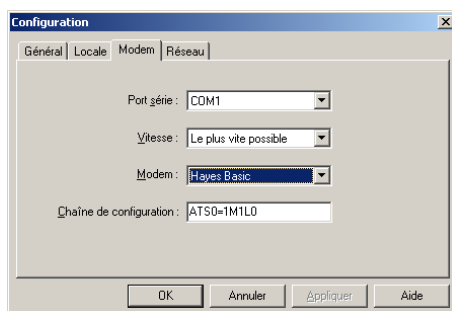 Configuration
Général Locale Modem Réseau
Port série : COM1
Vitesse : Le plus vite possible
Modem : Hayes Basic
Chaîne de configuration : ATS0=1M1L0
OK Annuler Appliquer Aide